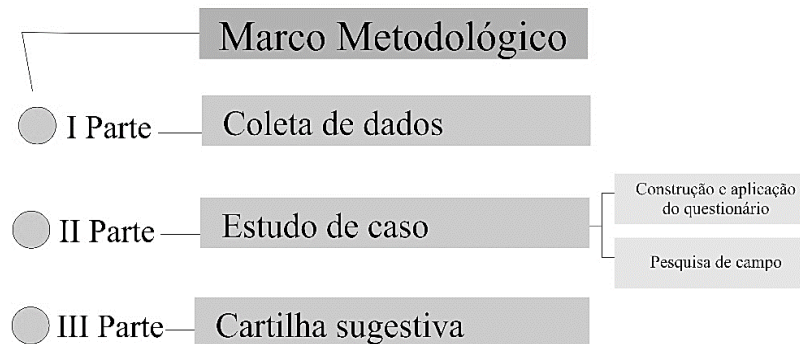 Marco Metodológico
I Parte
Coleta de dados
II Parte
Estudo de caso
Construção e aplicação
do questionário
Pesquisa de campo
III Parte
Cartilha sugestiva